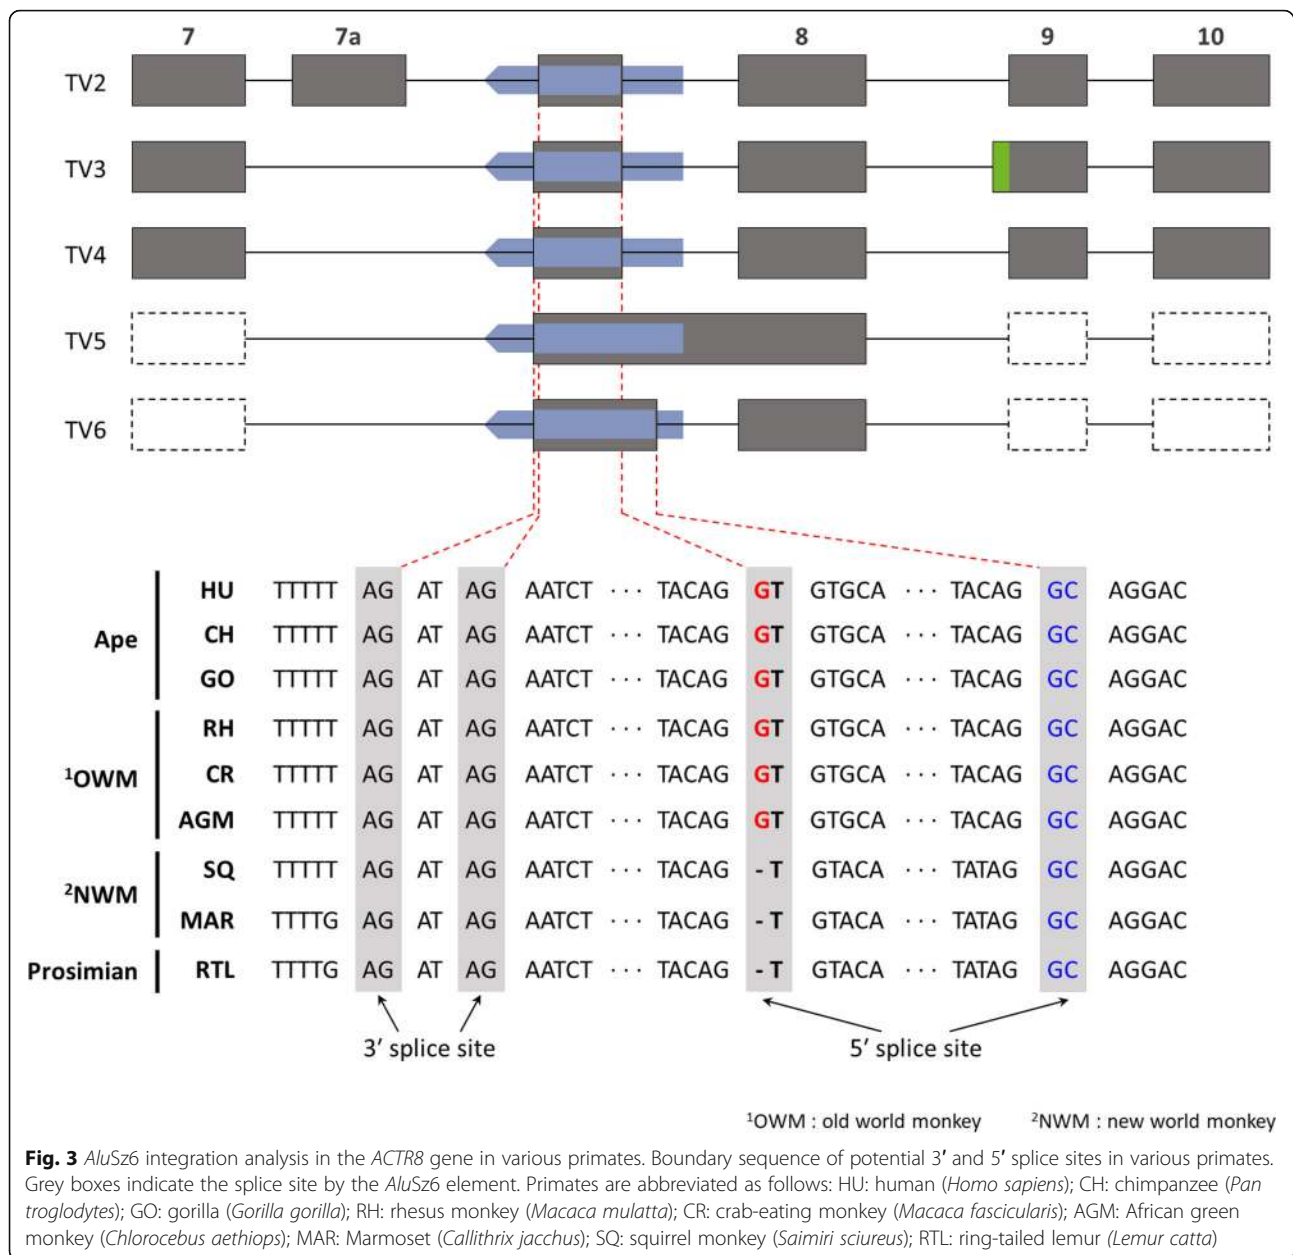 7 7a 8 9 10
TV2
TV3
TV4
TV5
TV6
HU TTTTT AG AT AG AATCT ··· TACAG GT GTGCA ··· TACAG GC AGGAC
Ape CH TTTTT AG AT AG AATCT ··· TACAG GT GTGCA ··· TACAG GC AGGAC
GO TTTTT AG AT AG AATCT ··· TACAG GT GTGCA ··· TACAG GC AGGAC
RH TTTTT AG AT AG AATCT ··· TACAG GT GTGCA ··· TACAG GC AGGAC
¹OWM CR TTTTT AG AT AG AATCT ··· TACAG GT GTGCA ··· TACAG GC AGGAC
AGM TTTTT AG AT AG AATCT ··· TACAG GT GTGCA ··· TACAG GC AGGAC
²NWM SQ TTTTT AG AT AG AATCT ··· TACAG -T GTACA ··· TATAG GC AGGAC
MAR TTTTG AG AT AG AATCT ··· TACAG -T GTACA ··· TATAG GC AGGAC
Prosimian RTL TTTTG AG AT AG AATCT ··· TACAG -T GTACA ··· TATAG GC AGGAC
3′ splice site 5′ splice site
¹OWM : old world monkey ²NWM : new world monkey
Fig. 3 AluSz6 integration analysis in the ACTR8 gene in various primates. Boundary sequence of potential 3′ and 5′ splice sites in various primates.
Grey boxes indicate the splice site by the AluSz6 element. Primates are abbreviated as follows: HU: human (Homo sapiens); CH: chimpanzee (Pan
troglodytes); GO: gorilla (Gorilla gorilla); RH: rhesus monkey (Macaca mulatta); CR: crab-eating monkey (Macaca fascicularis); AGM: African green
monkey (Chlorocebus aethiops); MAR: Marmoset (Callithrix jacchus); SQ: squirrel monkey (Saimiri sciureus); RTL: ring-tailed lemur (Lemur catta)